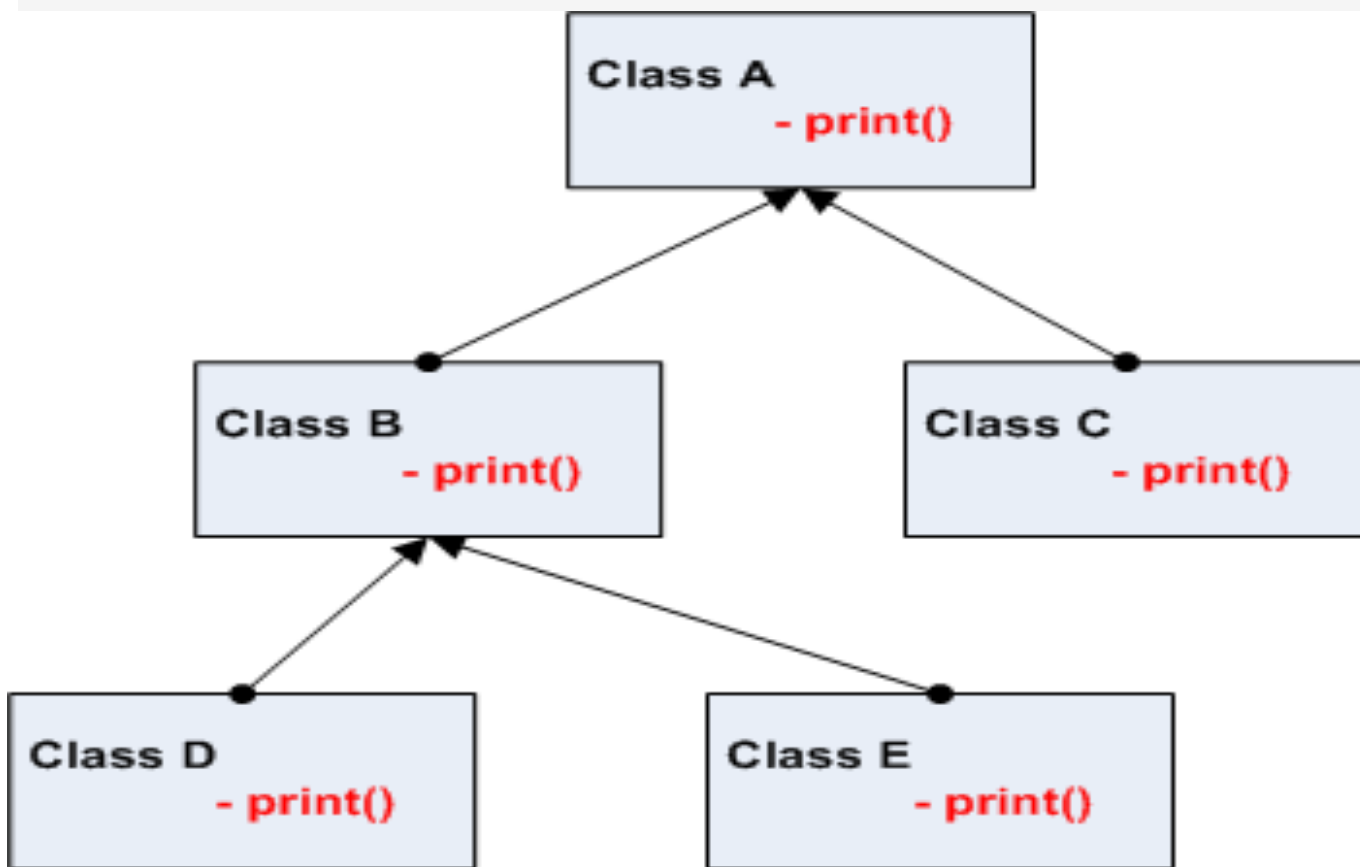 Class A
- print()
Class B
- print()
Class C
- print()
Class D
- print()
Class E
- print()